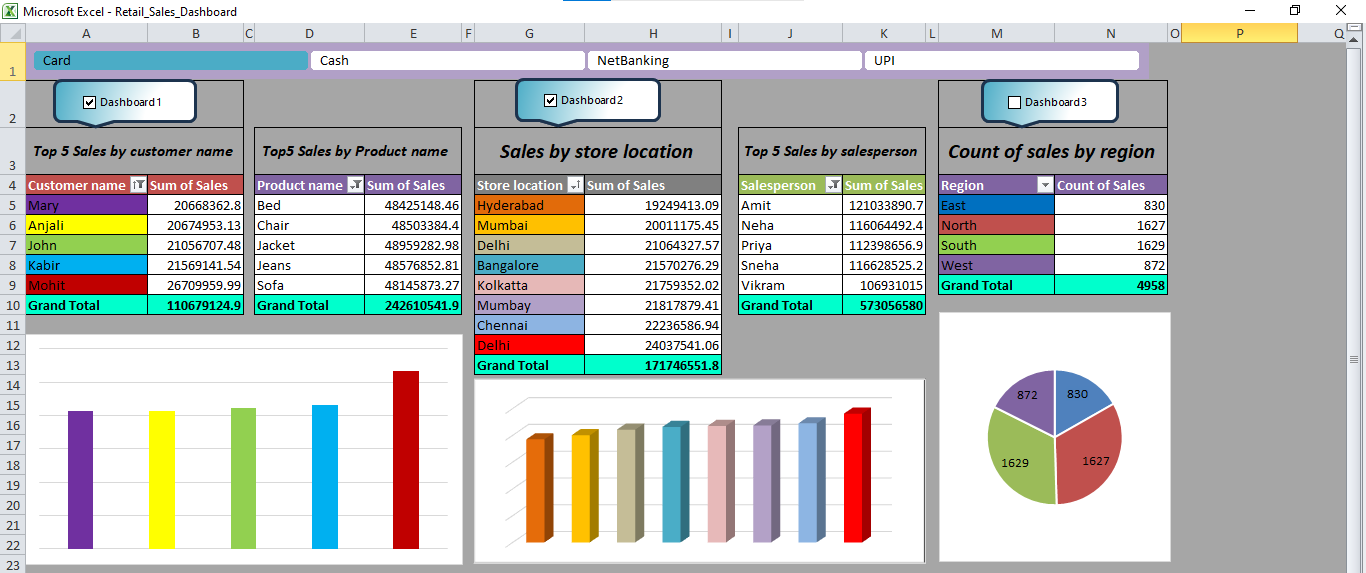 Microsoft Excel - Retail_Sales_Dashboard
A B C D E F G H I J K L M N O P Q
1 Card Cash NetBanking UPI
2 Dashboard1 Dashboard2 Dashboard3
3 Top 5 Sales by customer name Top5 Sales by Product name Sales by store location Top 5 Sales by salesperson Count of sales by region
4 Customer name Sum of Sales Product name Sum of Sales Store location Sum of Sales Salesperson Sum of Sales Region Count of Sales
5 Mary 20668362.8 Bed 48425148.46 Hyderabad 19249413.09 Amit 121033890.7 East 830
6 Anjali 20674953.13 Chair 48503384.4 Mumbai 20011175.45 Neha 116064492.4 North 1627
7 John 21056707.48 Jacket 48959282.98 Delhi 21064327.57 Priya 112398656.9 South 1629
8 Kabir 21569141.54 Jeans 48576852.81 Bangalore 21570276.29 Sneha 116628525.2 West 872
9 Mohit 26709959.99 Sofa 48145873.27 Kolkatta 21759352.02 Vikram 106931015 Grand Total 4958
10 Grand Total 110679124.9 Grand Total 242610541.9 Mumbay 21817879.41 Grand Total 573056580
11 Chennai 22236586.94
12 Delhi 24037541.06
13 Grand Total 171746551.8
14
15 872 830
16
17
18 1629 1627
19
20
21
22
23